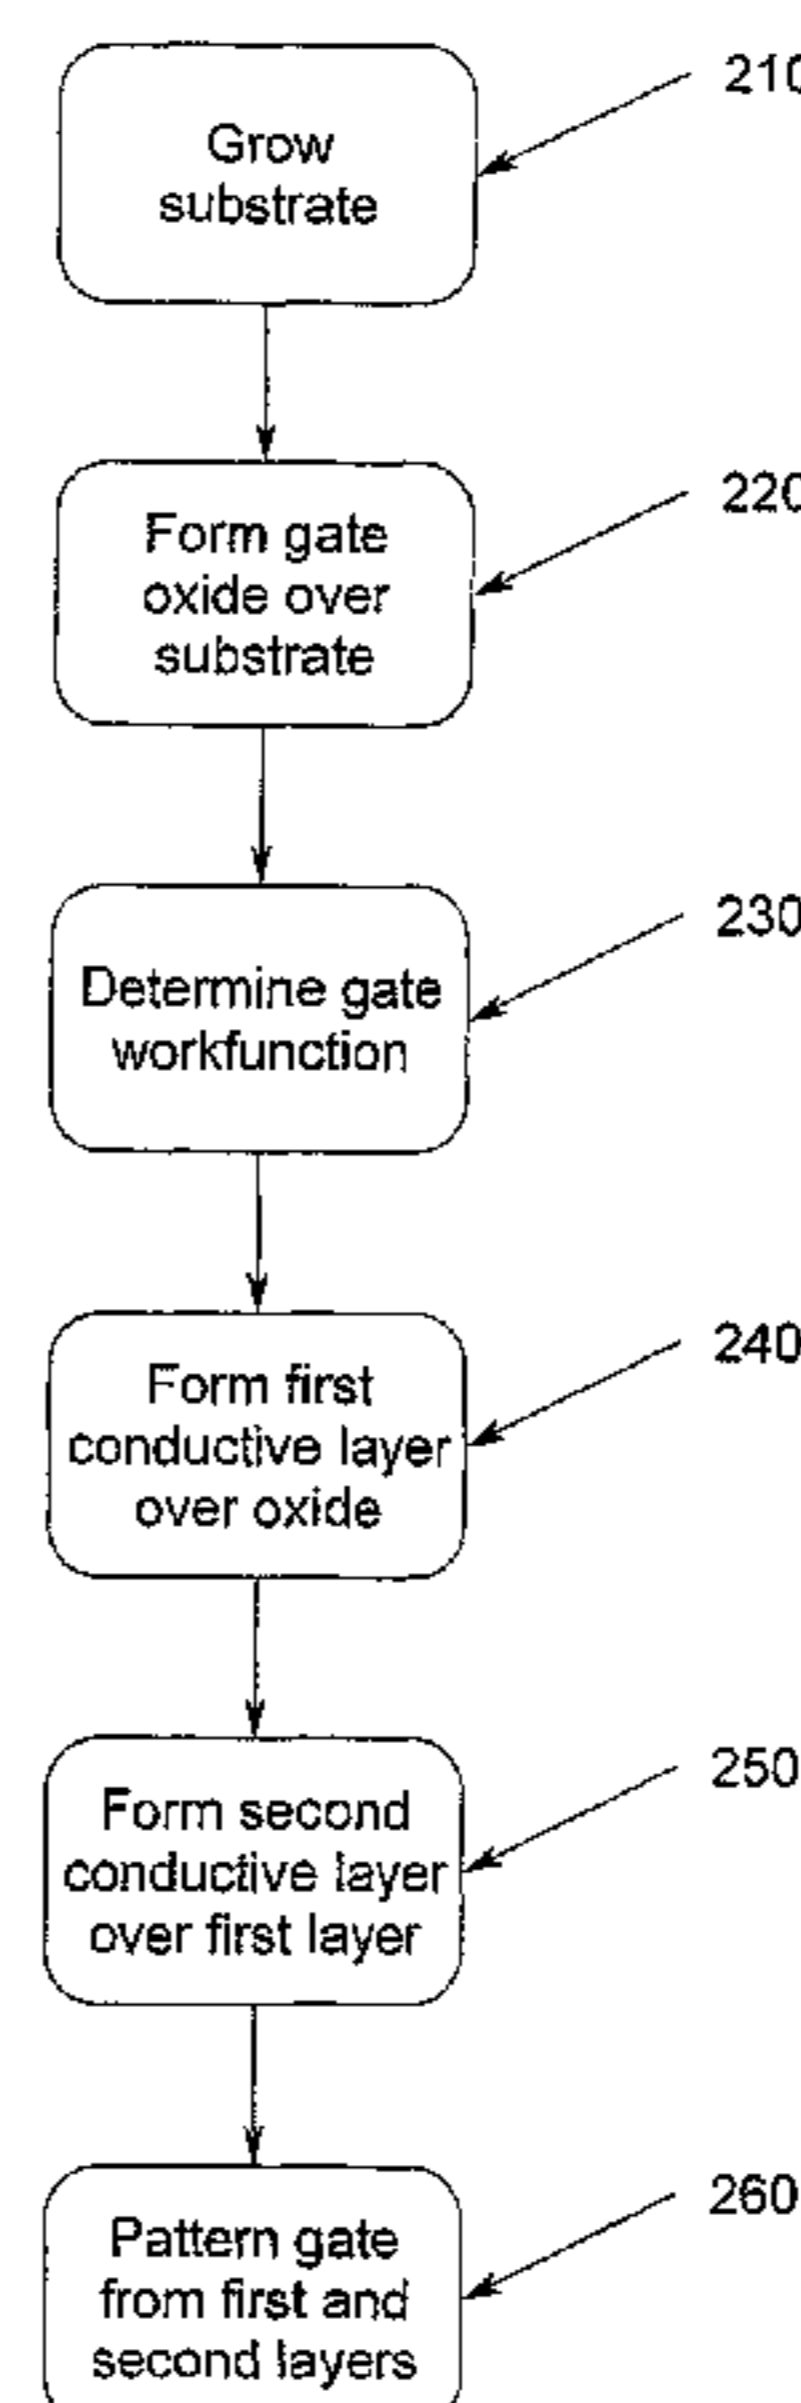 Grow
substrate
210
Form gate
oxide over
substrate
220
Determine gate
workfunction
230
Form first
conductive layer
over oxide
240
Form second
conductive layer
over first layer
250
Pattern gate
from first and
second layers
260